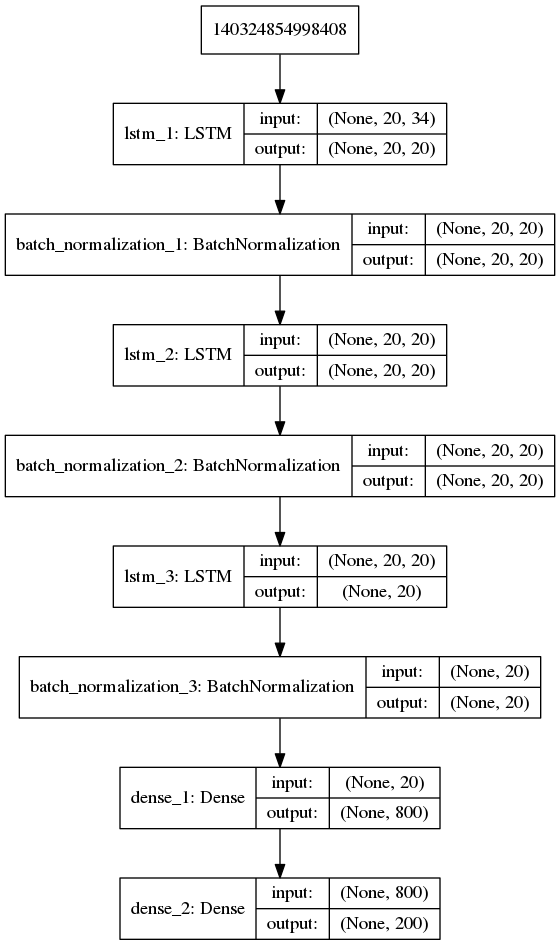 140324854998408
lstm_1: LSTM
input:
(None, 20, 34)
output:
(None, 20, 20)
batch_normalization_1: BatchNormalization
input:
(None, 20, 20)
output:
(None, 20, 20)
lstm_2: LSTM
input:
(None, 20, 20)
output:
(None, 20, 20)
batch_normalization_2: BatchNormalization
input:
(None, 20, 20)
output:
(None, 20, 20)
lstm_3: LSTM
input:
(None, 20, 20)
output:
(None, 20)
batch_normalization_3: BatchNormalization
input:
(None, 20)
output:
(None, 20)
dense_1: Dense
input:
(None, 20)
output:
(None, 800)
dense_2: Dense
input:
(None, 800)
output:
(None, 200)